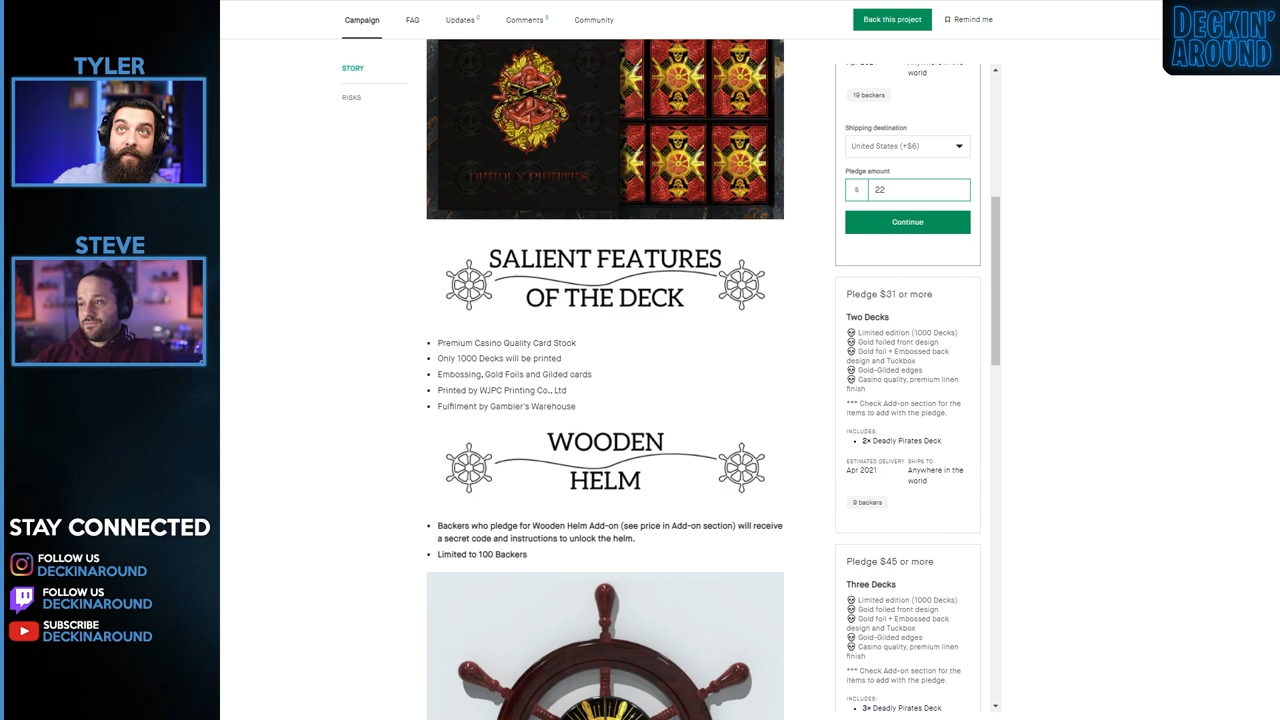 TYLER
STEVE
STAY CONNECTED
FOLLOW US
DECKINAROUND
FOLLOW US
DECKINAROUND
SUBSCRIBE
DECKINAROUND
Campaign
FAQ
Updates 0
Comments
Community
Back this project
Remind me
DECKIN'
AROUND
STORY
RISKS
DEADLY PIRATES
SALIENT FEATURES
OF THE DECK
Premium Casino Quality Card Stock
Only 1000 Decks will be printed
Embossing, Gold Foils and Gilded cards
Printed by WJPC Printing Co., Ltd
Fulfilment by Gambler's Warehouse
WOODEN
HELM
Backers who pledge for Wooden Helm Add-on (see price in Add-on section) will receive
a secret code and instructions to unlock the helm.
Limited to 100 Backers
Apr 2021
Anywhere in the
world
19 backers
Shipping destination
United States (+$6)
Pledge amount
$ 22
Continue
Pledge $31 or more
Two Decks
Limited edition (1000 Decks)
Gold foiled front design
Gold foil + Embossed back
design and Tuckbox
Gold-Gilded edges
Casino quality, premium linen
finish
*** Check Add-on section for the
items to add with the pledge.
INCLUDES:
2× Deadly Pirates Deck
ESTIMATED DELIVERY SHIPS TO
Apr 2021 Anywhere in the
world
9 backers
Pledge $45 or more
Three Decks
Limited edition (1000 Decks)
Gold foiled front design
Gold foil + Embossed back
design and Tuckbox
Gold-Gilded edges
Casino quality, premium linen
finish
*** Check Add-on section for the
items to add with the pledge.
INCLUDES:
3× Deadly Pirates Deck